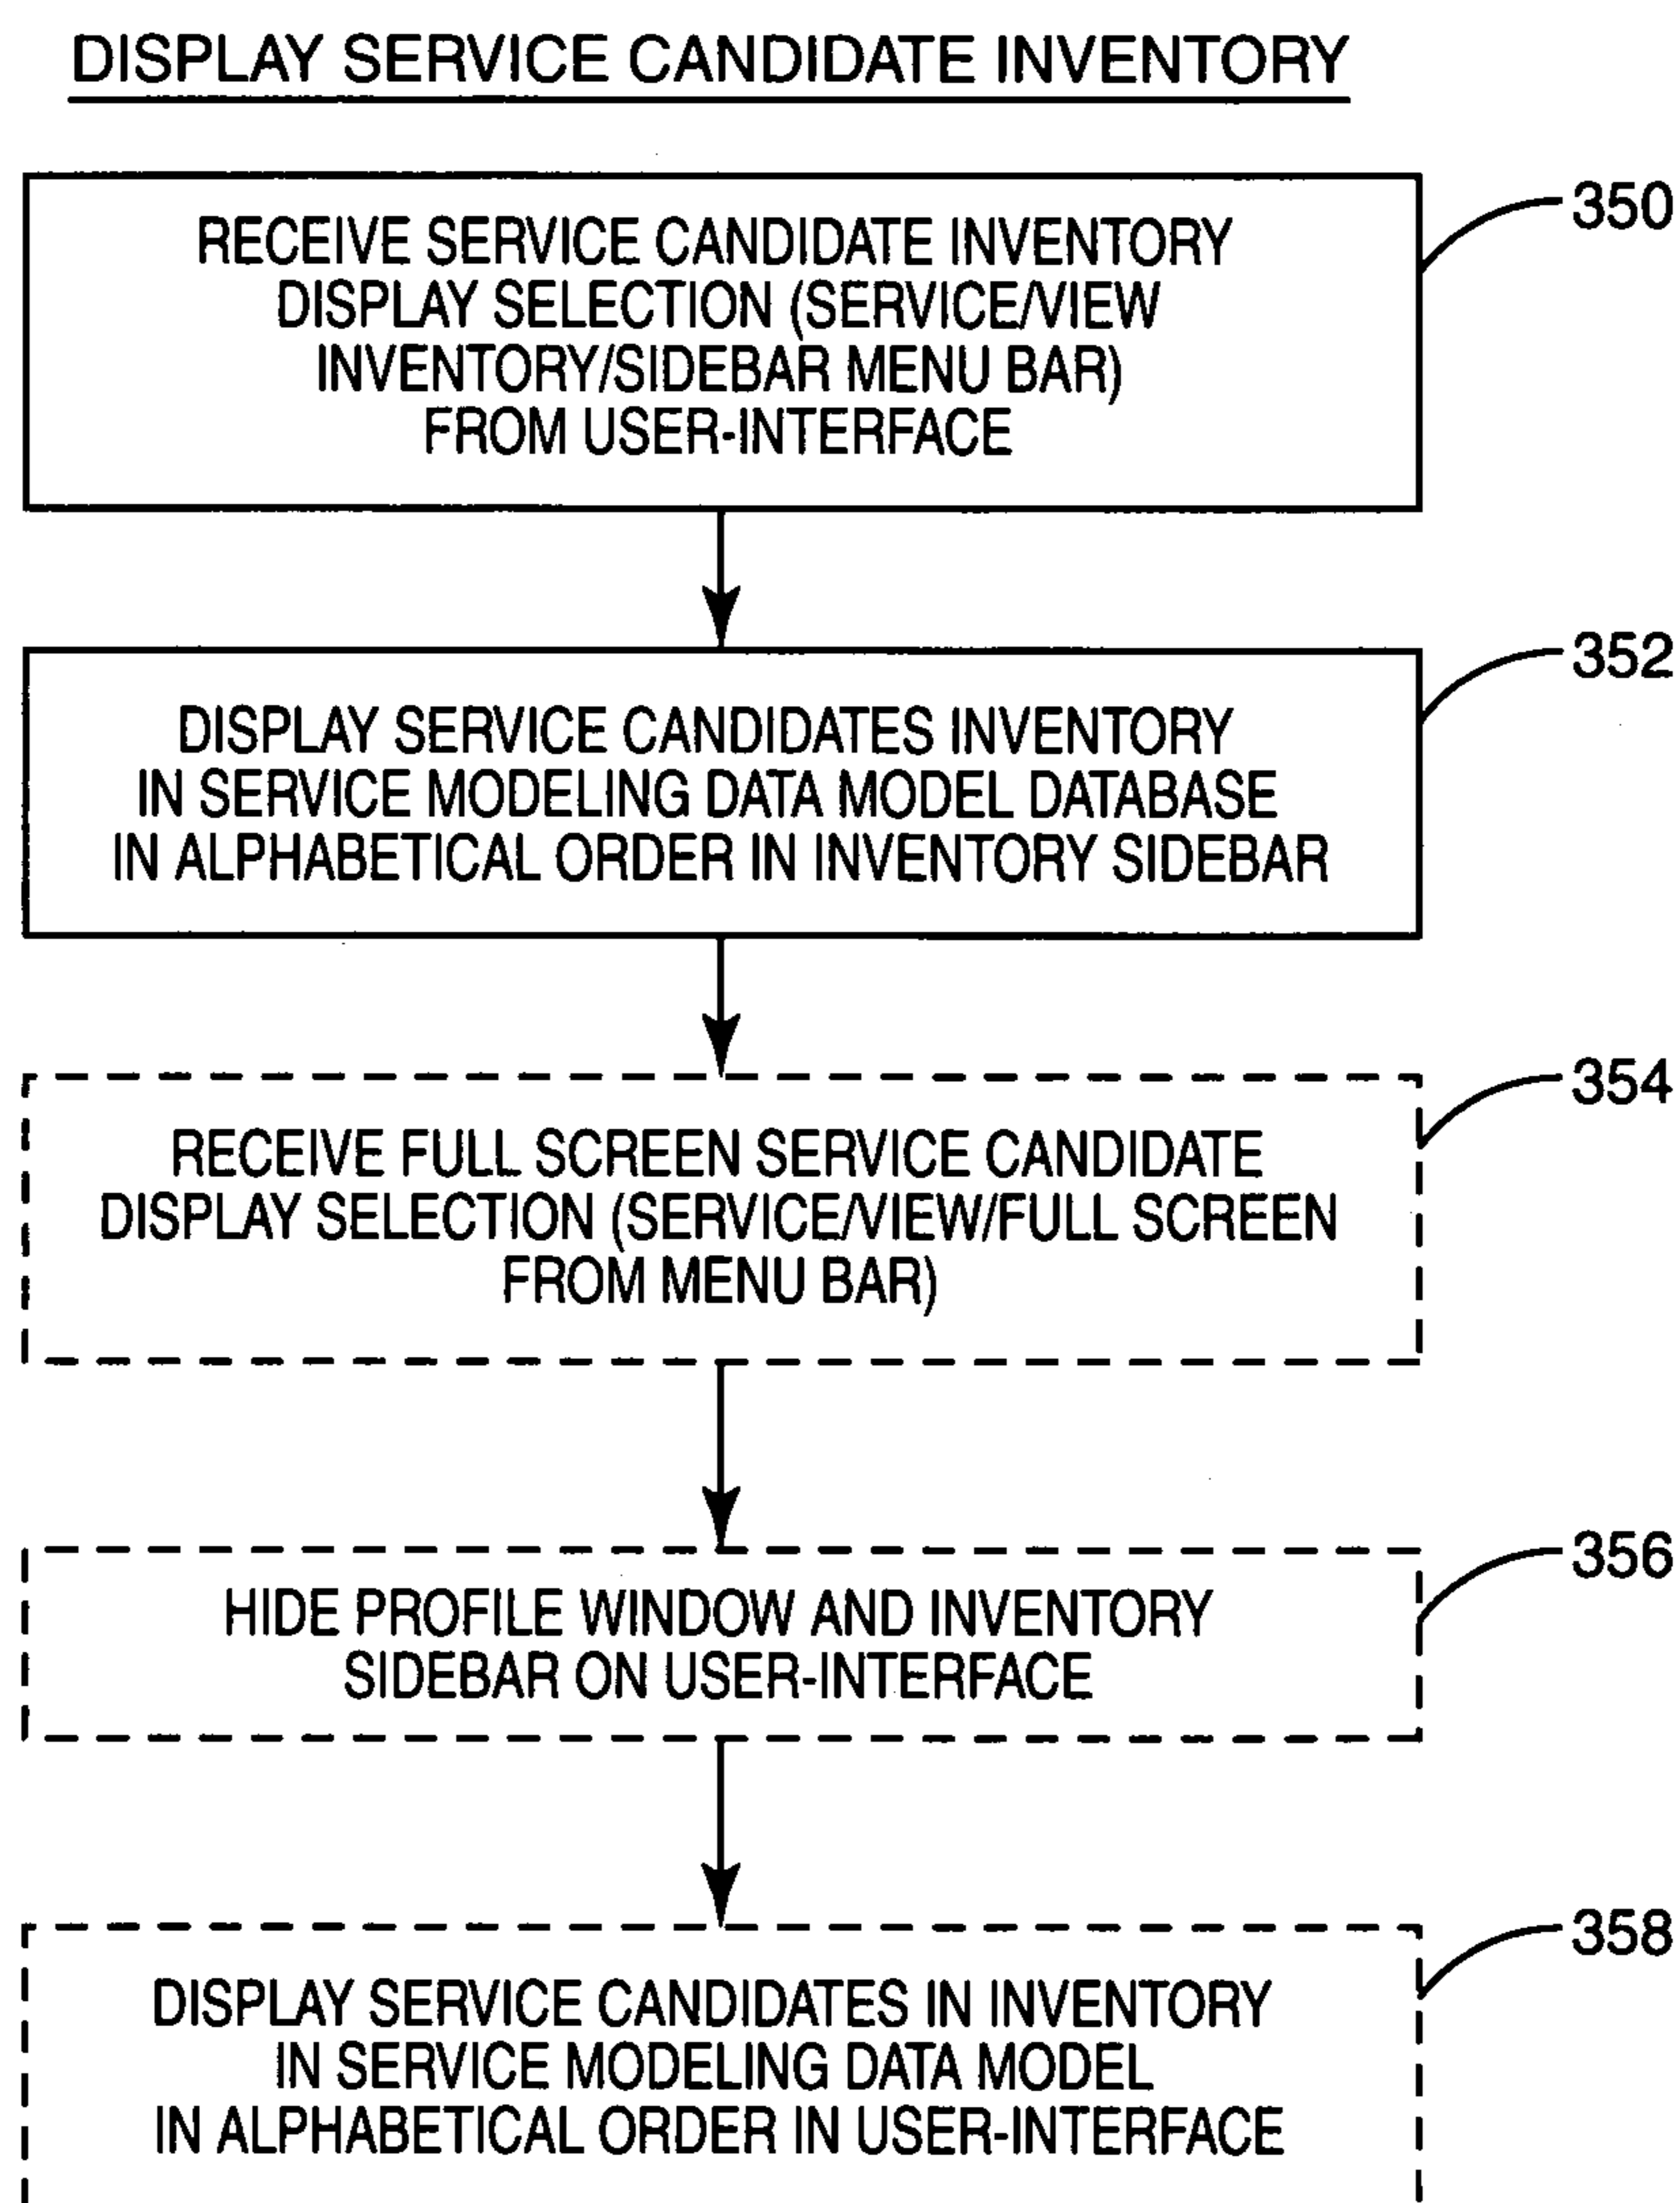 DISPLAY SERVICE CANDIDATE INVENTORY
350
RECEIVE SERVICE CANDIDATE INVENTORY
DISPLAY SELECTION (SERVICE/VIEW
INVENTORY/SIDEBAR MENU BAR)
FROM USER-INTERFACE
352
DISPLAY SERVICE CANDIDATES INVENTORY
IN SERVICE MODELING DATA MODEL DATABASE
IN ALPHABETICAL ORDER IN INVENTORY SIDEBAR
354
RECEIVE FULL SCREEN SERVICE CANDIDATE
DISPLAY SELECTION (SERVICE/VIEW/FULL SCREEN
FROM MENU BAR)
356
HIDE PROFILE WINDOW AND INVENTORY
SIDEBAR ON USER-INTERFACE
358
DISPLAY SERVICE CANDIDATES IN INVENTORY
IN SERVICE MODELING DATA MODEL
IN ALPHABETICAL ORDER IN USER-INTERFACE